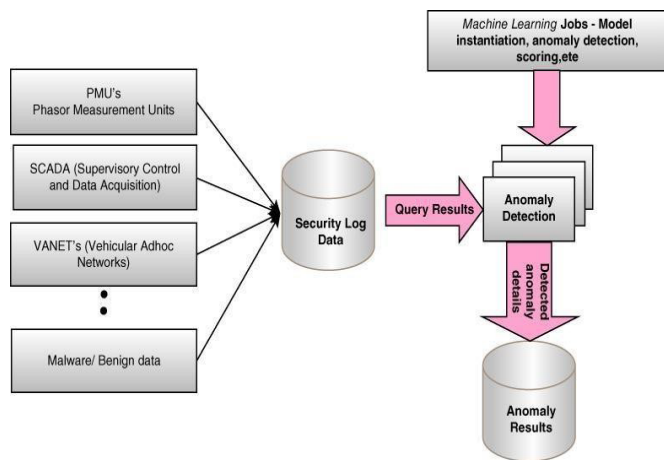 Machine Learning Jobs - Model
instantiation, anomaly detection,
scoring,ete
PMU's
Phasor Measurement Units
SCADA (Supervisory Control
and Data Acquisition)
VANET's (Vehicular Adhoc
Networks)
Malware/ Benign data
Security Log
Data
Query Results
Anomaly
Detection
Detected
anomaly
details
Anomaly
Results